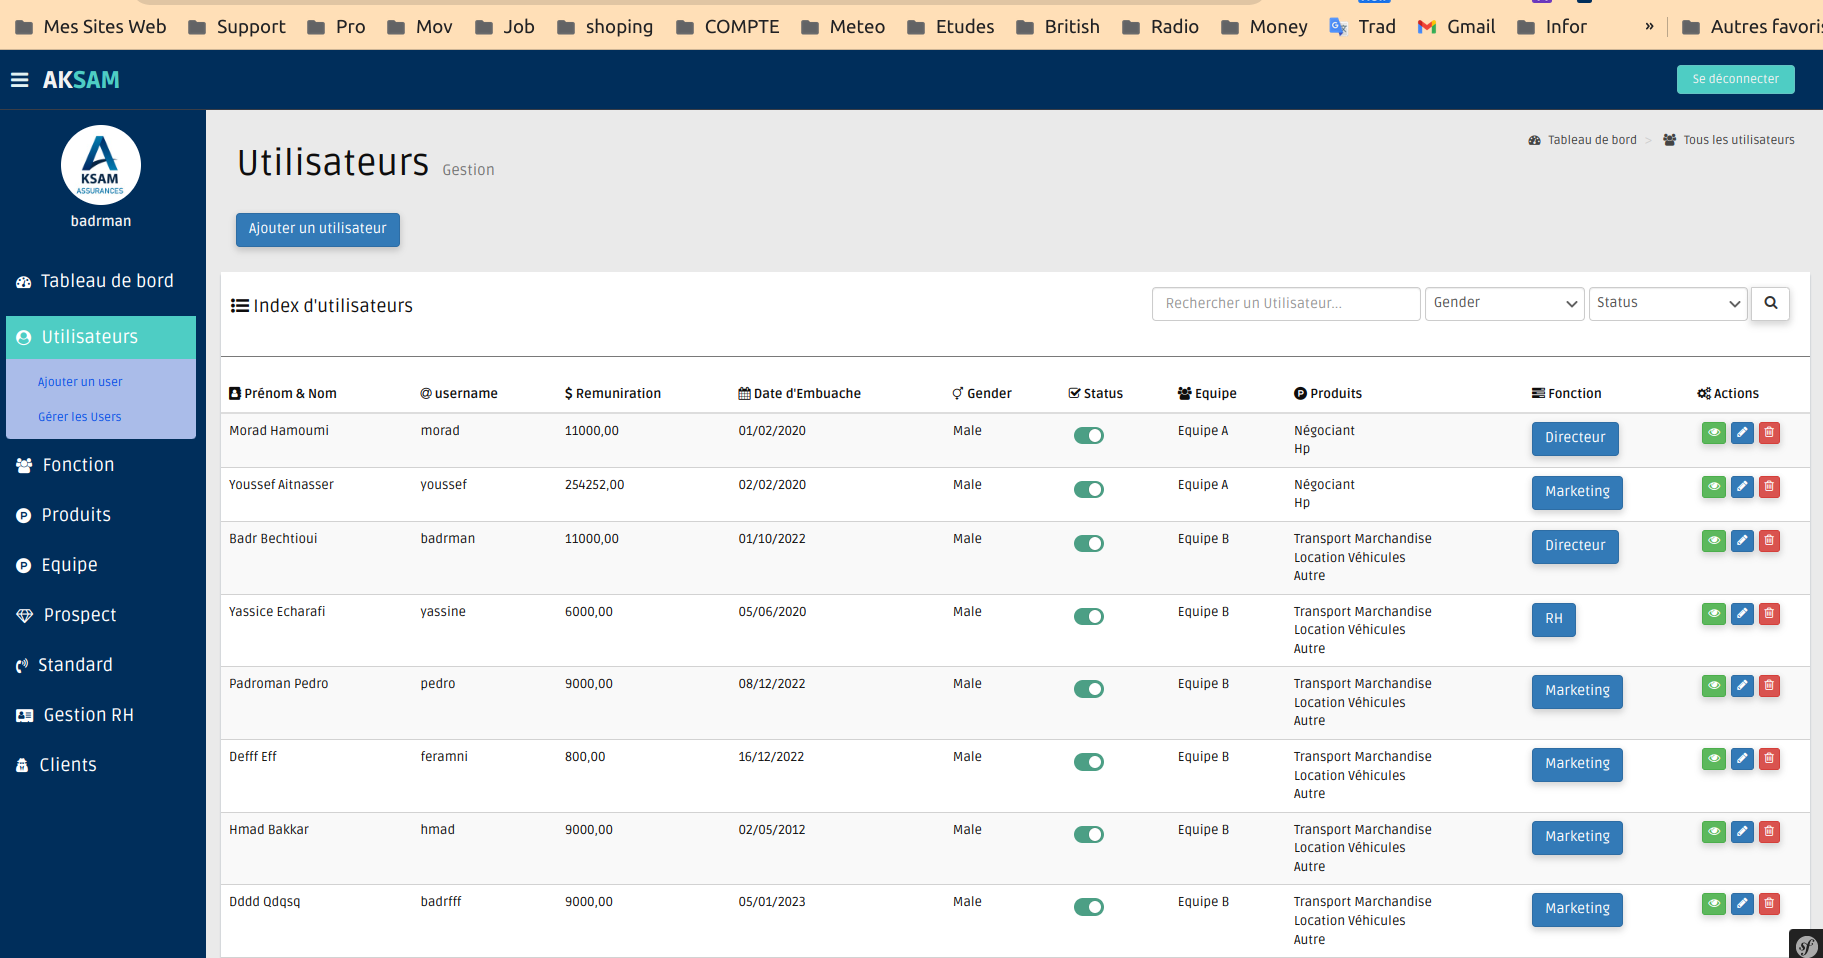 Mes Sites Web Support Pro Mov Job shoping COMPTE Meteo Etudes British Radio Money Trad Gmail Infor » Autres favoris
AKSAM Se déconnecter
KSAM
ASSURANCES
badrman
Tableau de bord
Utilisateurs
Ajouter un user
Gérer les Users
Fonction
Produits
Equipe
Prospect
Standard
Gestion RH
Clients
Tableau de bord > Tous les utilisateurs
Utilisateurs Gestion
Ajouter un utilisateur
Index d'utilisateurs Rechercher un Utilisateur... Gender Status
Prénom & Nom @ username $ Remuniration Date d'Embuache Gender Status Equipe Produits Fonction Actions
Morad Hamoumi morad 11000,00 01/02/2020 Male Equipe A Négociant Directeur
Hp
Youssef Aitnasser youssef 254252,00 02/02/2020 Male Equipe A Négociant Marketing
Hp
Badr Bechtioui badrman 11000,00 01/10/2022 Male Equipe B Transport Marchandise Directeur
Location Véhicules
Autre
Yassice Echarafi yassine 6000,00 05/06/2020 Male Equipe B Transport Marchandise RH
Location Véhicules
Autre
Padroman Pedro pedro 9000,00 08/12/2022 Male Equipe B Transport Marchandise Marketing
Location Véhicules
Autre
Defff Eff feramni 800,00 16/12/2022 Male Equipe B Transport Marchandise Marketing
Location Véhicules
Autre
Hmad Bakkar hmad 9000,00 02/05/2012 Male Equipe B Transport Marchandise Marketing
Location Véhicules
Autre
Dddd Qdqsq badrfff 9000,00 05/01/2023 Male Equipe B Transport Marchandise Marketing
Location Véhicules
Autre
sf